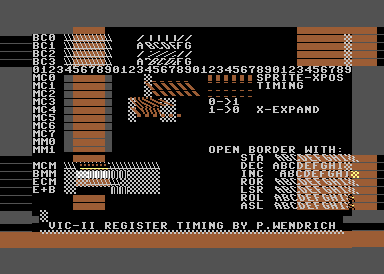 BC0
BC1
BC2
BC3
0123456789012345678901234567890123456789
MC0 SPRITE-XPOS
MC1 TIMING
MC2
MC3 0->1
MC4 1->0 X-EXPAND
MC5
MC6
MC7
MM0
MM1 OPEN BORDER WITH:
STA
MCM DEC ABCDEFGHI
BMM INC ABCDEFGHI
ECM ROR
E+B LSR
ROL
ASL
VIC-II REGISTER TIMING BY P.WENDRICH